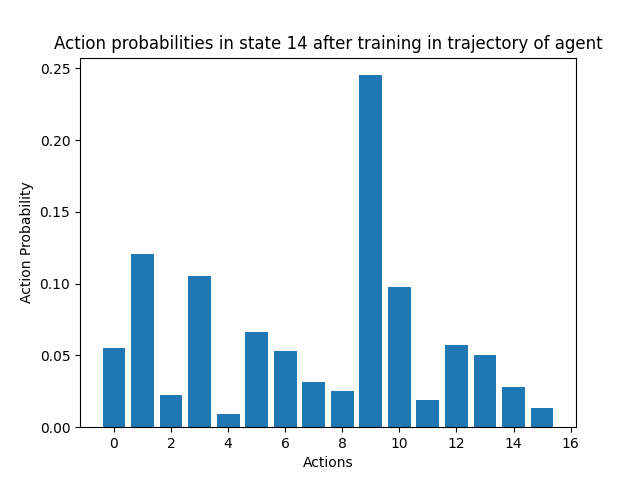 Action probabilities in state 14 after training in trajectory of agent
0.25
0.20
0.15
0.10
0.05
0.00
Action Probability
0 2 4 6 8 10 12 14 16
Actions